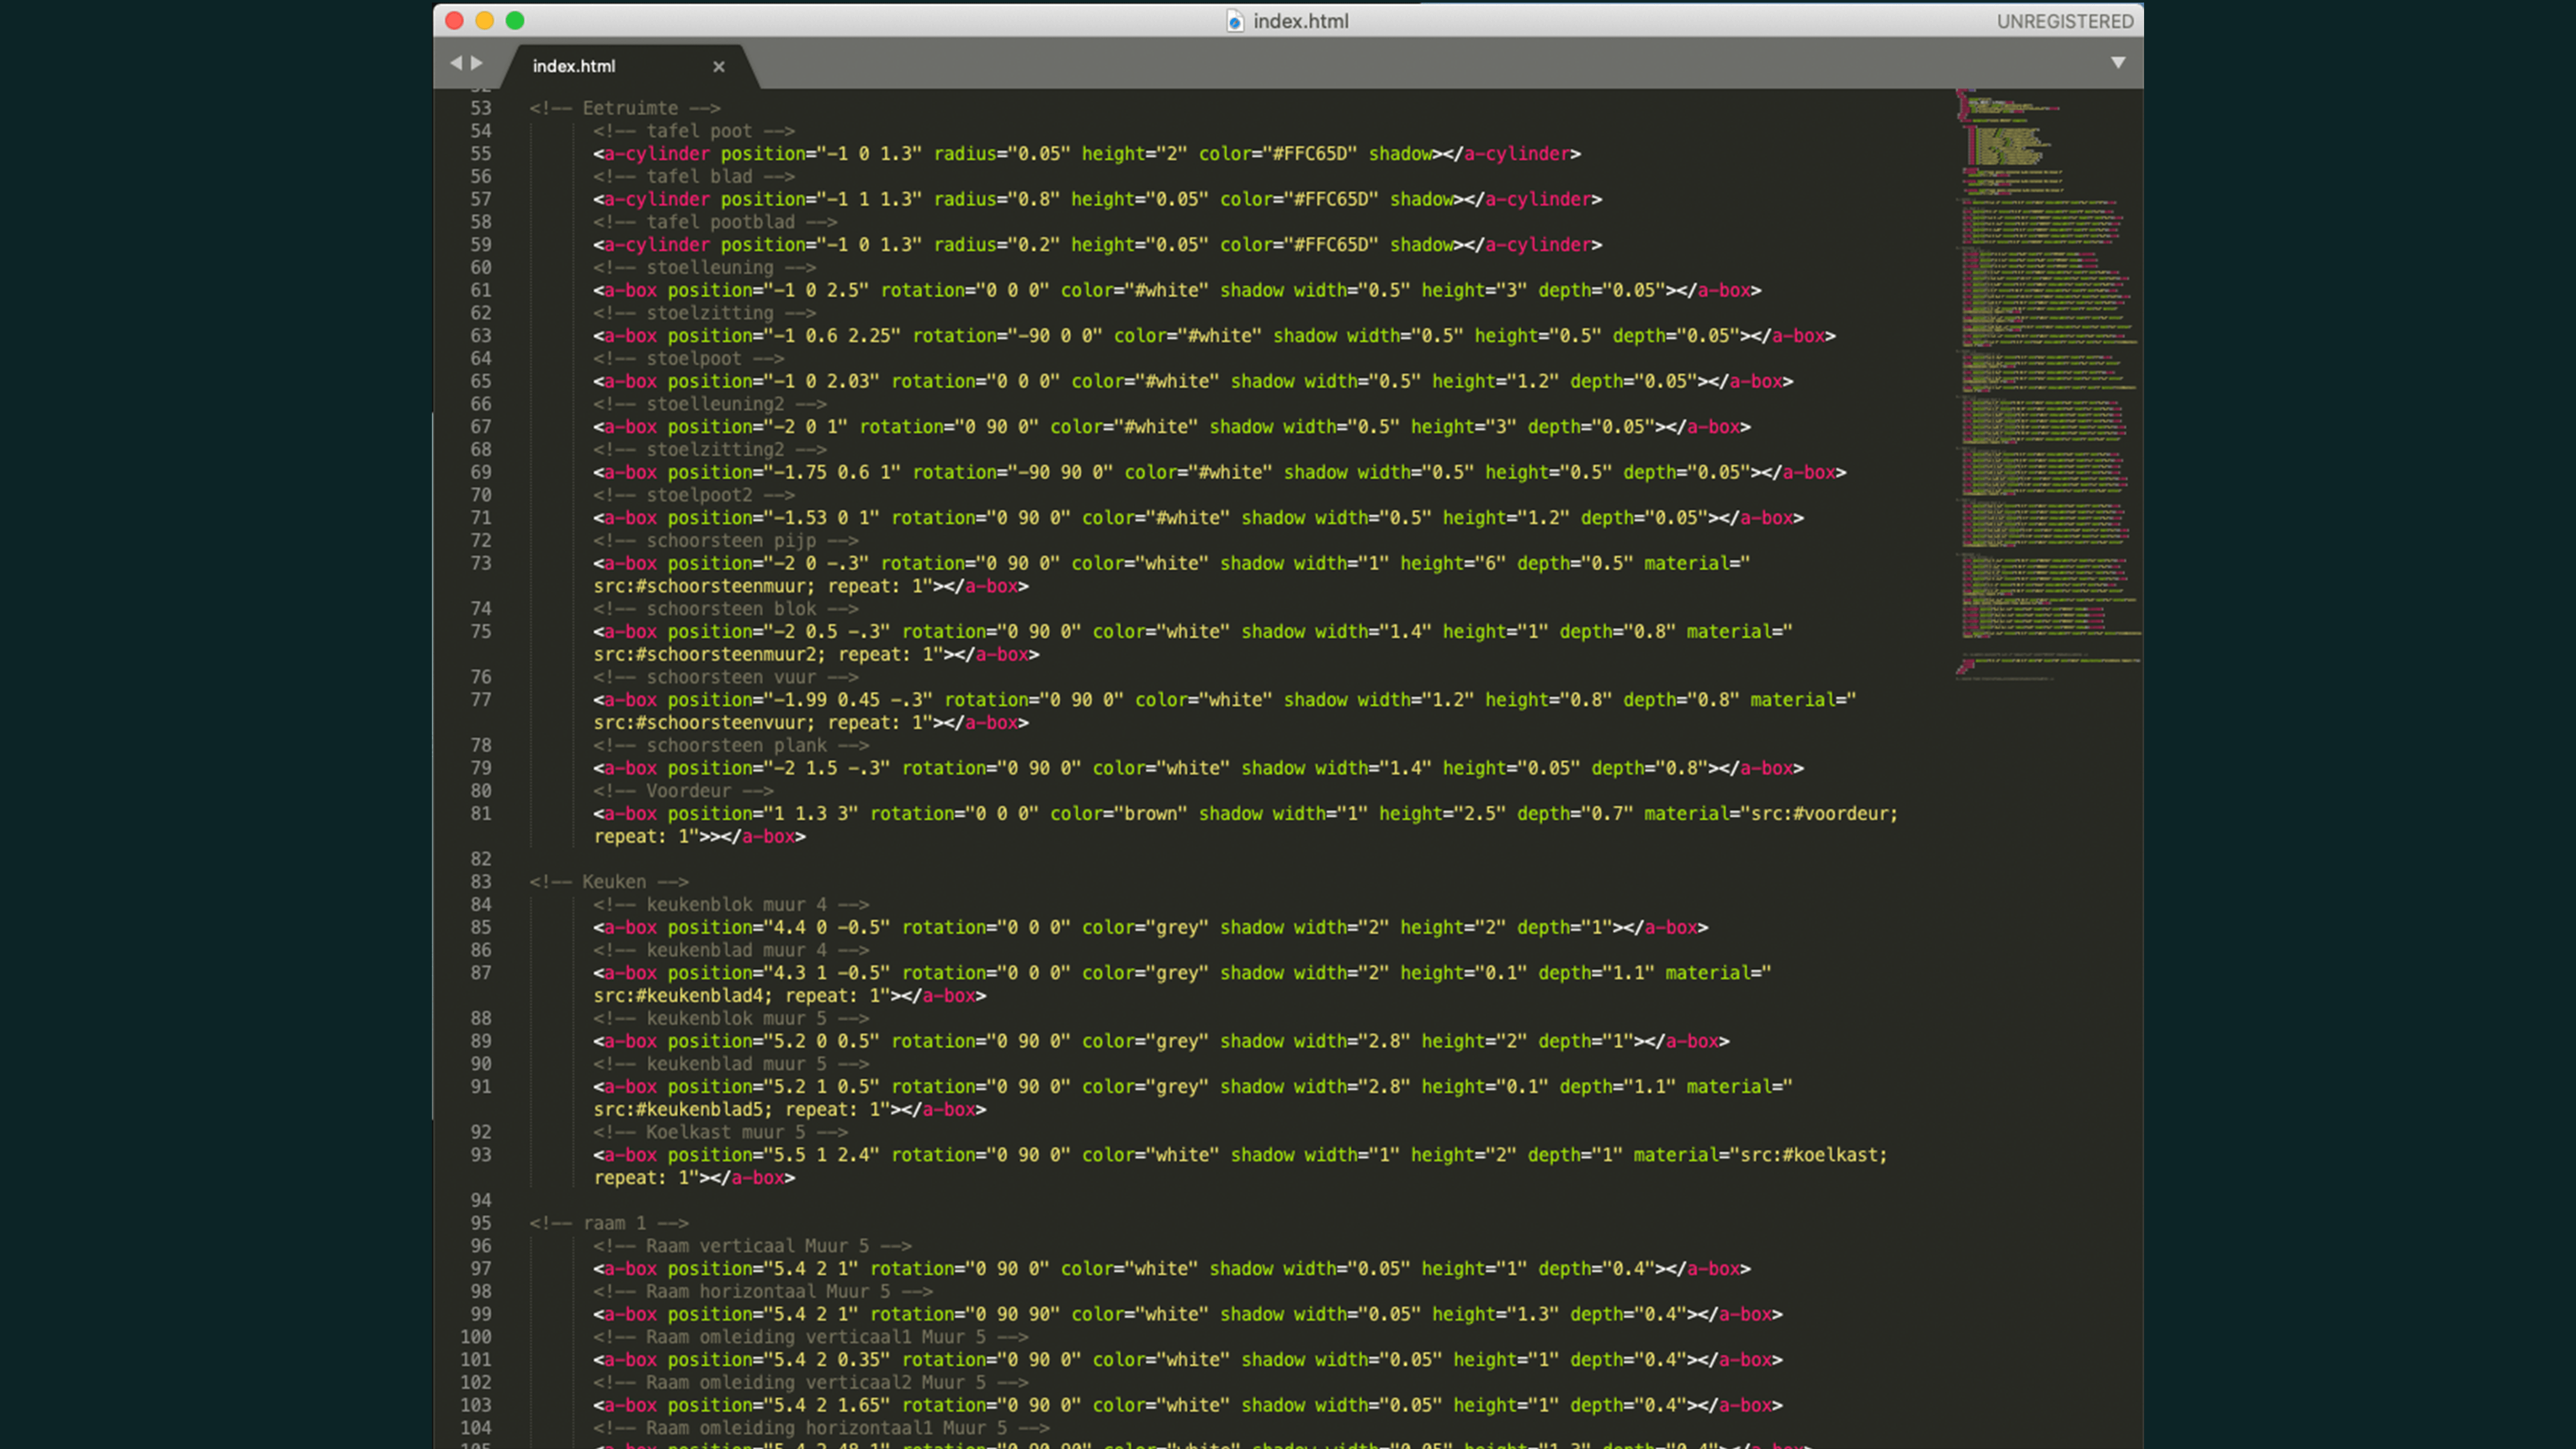 index.html
UNREGISTERED
index.html
53 <!-- Eetruimte -->
54 <!-- tafel poot -->
55 <a-cylinder position="-1 0 1.3" radius="0.05" height="2" color="#FFC65D" shadow></a-cylinder>
56 <!-- tafel blad -->
57 <a-cylinder position="-1 1 1.3" radius="0.8" height="0.05" color="#FFC65D" shadow></a-cylinder>
58 <!-- tafel pootblad -->
59 <a-cylinder position="-1 0 1.3" radius="0.2" height="0.05" color="#FFC65D" shadow></a-cylinder>
60 <!-- stoelleuning -->
61 <a-box position="-1 0 2.5" rotation="0 0 0" color="#white" shadow width="0.5" height="3" depth="0.05"></a-box>
62 <!-- stoelzitting -->
63 <a-box position="-1 0.6 2.25" rotation="-90 0 0" color="#white" shadow width="0.5" height="0.5" depth="0.05"></a-box>
64 <!-- stoelpoot -->
65 <a-box position="-1 0 2.03" rotation="0 0 0" color="#white" shadow width="0.5" height="1.2" depth="0.05"></a-box>
66 <!-- stoelleuning2 -->
67 <a-box position="-2 0 1" rotation="0 90 0" color="#white" shadow width="0.5" height="3" depth="0.05"></a-box>
68 <!-- stoelzitting2 -->
69 <a-box position="-1.75 0.6 1" rotation="-90 90 0" color="#white" shadow width="0.5" height="0.5" depth="0.05"></a-box>
70 <!-- stoelpoot2 -->
71 <a-box position="-1.53 0 1" rotation="0 90 0" color="#white" shadow width="0.5" height="1.2" depth="0.05"></a-box>
72 <!-- schoorsteen pijp -->
73 <a-box position="-2 0 -.3" rotation="0 90 0" color="white" shadow width="1" height="6" depth="0.5" material="
src:#schoorsteenmuur; repeat: 1"></a-box>
74 <!-- schoorsteen blok -->
75 <a-box position="-2 0.5 -.3" rotation="0 90 0" color="white" shadow width="1.4" height="1" depth="0.8" material="
src:#schoorsteenmuur2; repeat: 1"></a-box>
76 <!-- schoorsteen vuur -->
77 <a-box position="-1.99 0.45 -.3" rotation="0 90 0" color="white" shadow width="1.2" height="0.8" depth="0.8" material="
src:#schoorsteenvuur; repeat: 1"></a-box>
78 <!-- schoorsteen plank -->
79 <a-box position="-2 1.5 -.3" rotation="0 90 0" color="white" shadow width="1.4" height="0.05" depth="0.8"></a-box>
80 <!-- Voordeur -->
81 <a-box position="1 1.3 3" rotation="0 0 0" color="brown" shadow width="1" height="2.5" depth="0.7" material="src:#voordeur;
repeat: 1">></a-box>
82
83 <!-- Keuken -->
84 <!-- keukenblok muur 4 -->
85 <a-box position="4.4 0 -0.5" rotation="0 0 0" color="grey" shadow width="2" height="2" depth="1"></a-box>
86 <!-- keukenblad muur 4 -->
87 <a-box position="4.3 1 -0.5" rotation="0 0 0" color="grey" shadow width="2" height="0.1" depth="1.1" material="
src:#keukenblad4; repeat: 1"></a-box>
88 <!-- keukenblok muur 5 -->
89 <a-box position="5.2 0 0.5" rotation="0 90 0" color="grey" shadow width="2.8" height="2" depth="1"></a-box>
90 <!-- keukenblad muur 5 -->
91 <a-box position="5.2 1 0.5" rotation="0 90 0" color="grey" shadow width="2.8" height="0.1" depth="1.1" material="
src:#keukenblad5; repeat: 1"></a-box>
92 <!-- Koelkast muur 5 -->
93 <a-box position="5.5 1 2.4" rotation="0 90 0" color="white" shadow width="1" height="2" depth="1" material="src:#koelkast;
repeat: 1"></a-box>
94
95 <!-- raam 1 -->
96 <!-- Raam verticaal Muur 5 -->
97 <a-box position="5.4 2 1" rotation="0 90 0" color="white" shadow width="0.05" height="1" depth="0.4"></a-box>
98 <!-- Raam horizontaal Muur 5 -->
99 <a-box position="5.4 2 1" rotation="0 90 90" color="white" shadow width="0.05" height="1.3" depth="0.4"></a-box>
100 <!-- Raam omleiding verticaal1 Muur 5 -->
101 <a-box position="5.4 2 0.35" rotation="0 90 0" color="white" shadow width="0.05" height="1" depth="0.4"></a-box>
102 <!-- Raam omleiding verticaal2 Muur 5 -->
103 <a-box position="5.4 2 1.65" rotation="0 90 0" color="white" shadow width="0.05" height="1" depth="0.4"></a-box>
104 <!-- Raam omleiding horizontaal1 Muur 5 -->